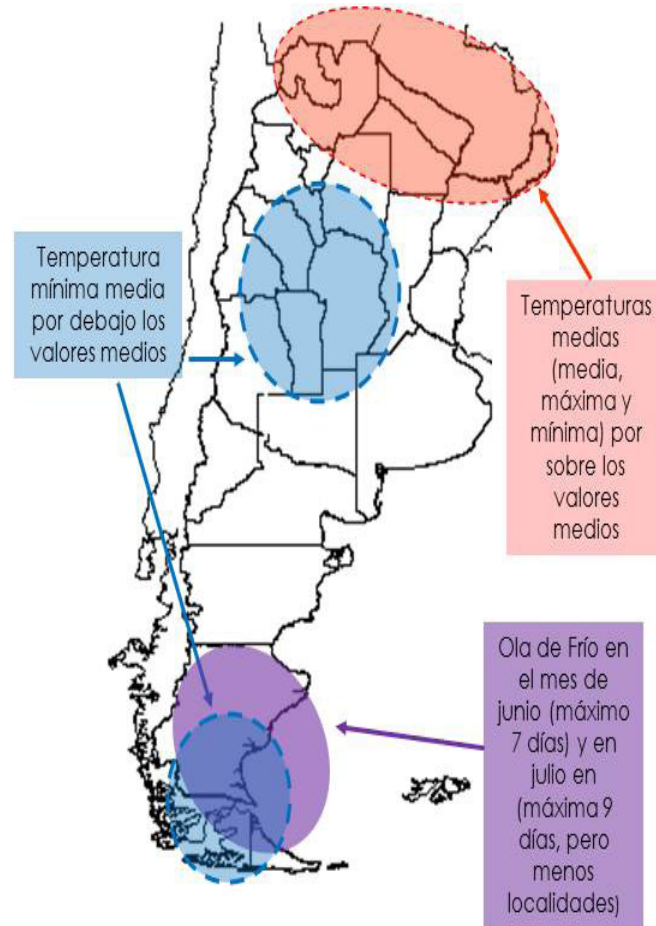 Temperatura
mínima media
por debajo los
valores medios
Temperaturas
medias
(media,
máxima y
mínima) por
sobre los
valores
medios
Ola de Frío en
el mes de
junio (máximo
7 días) y en
julio en
(máxima 9
días, pero
menos
localidades)